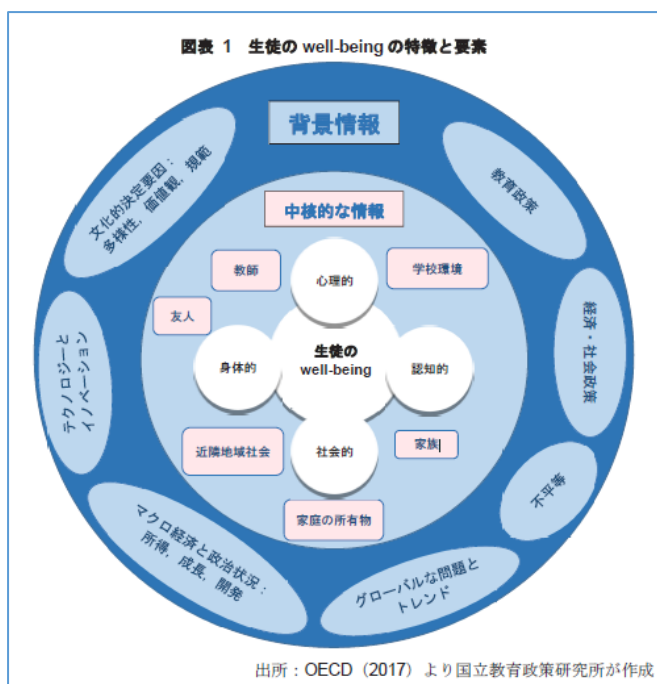 図表 1 生徒の well-being の特徴と要素
背景情報
文化的決定要因：
多様性，価値観，規範
教育政策
中核的な情報
教師
心理的
学校環境
友人
テクノロジーと
イノベーション
身体的
生徒の
well-being
認知的
経済・社会政策
近隣地域社会
社会的
家族
不平等
家庭の所有物
マクロ経済と政治状況：
所得，成長，開発
グローバルな問題と
トレンド
出所：OECD（2017）より国立教育政策研究所が作成